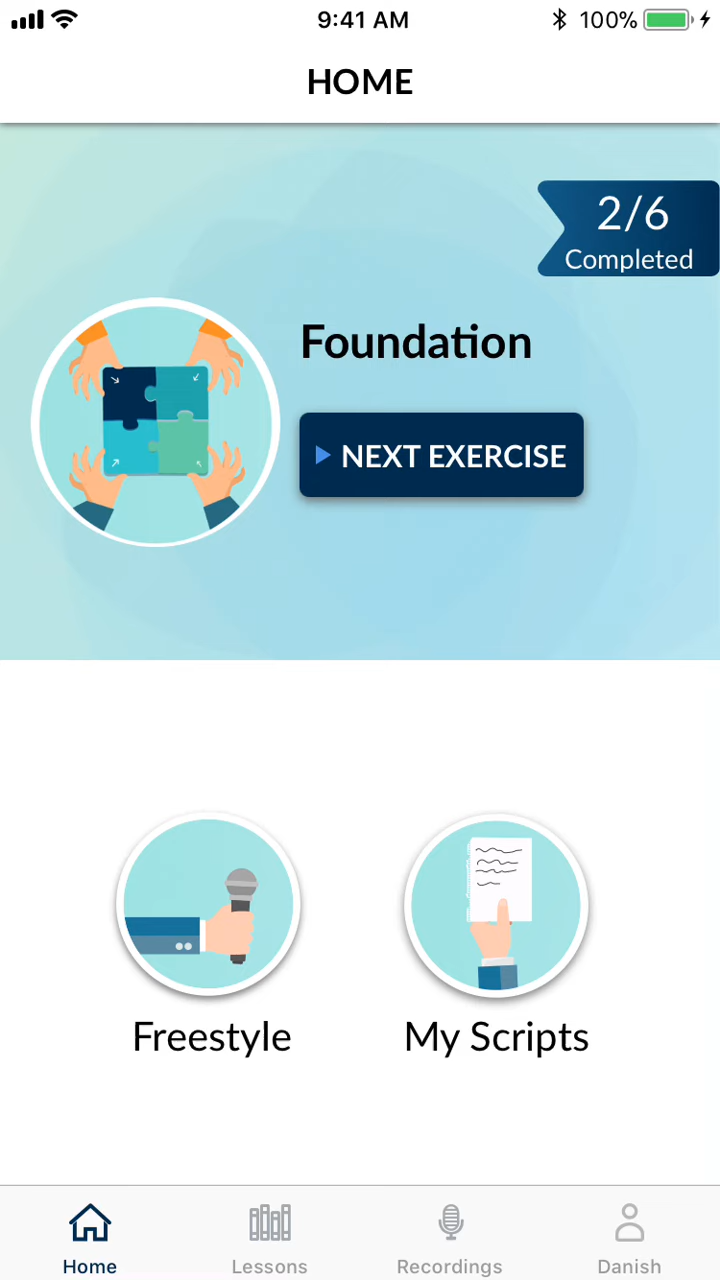 9:41 AM
100%
HOME
2/6
Completed
Foundation
NEXT EXERCISE
Freestyle
My Scripts
Home
Lessons
Recordings
Danish